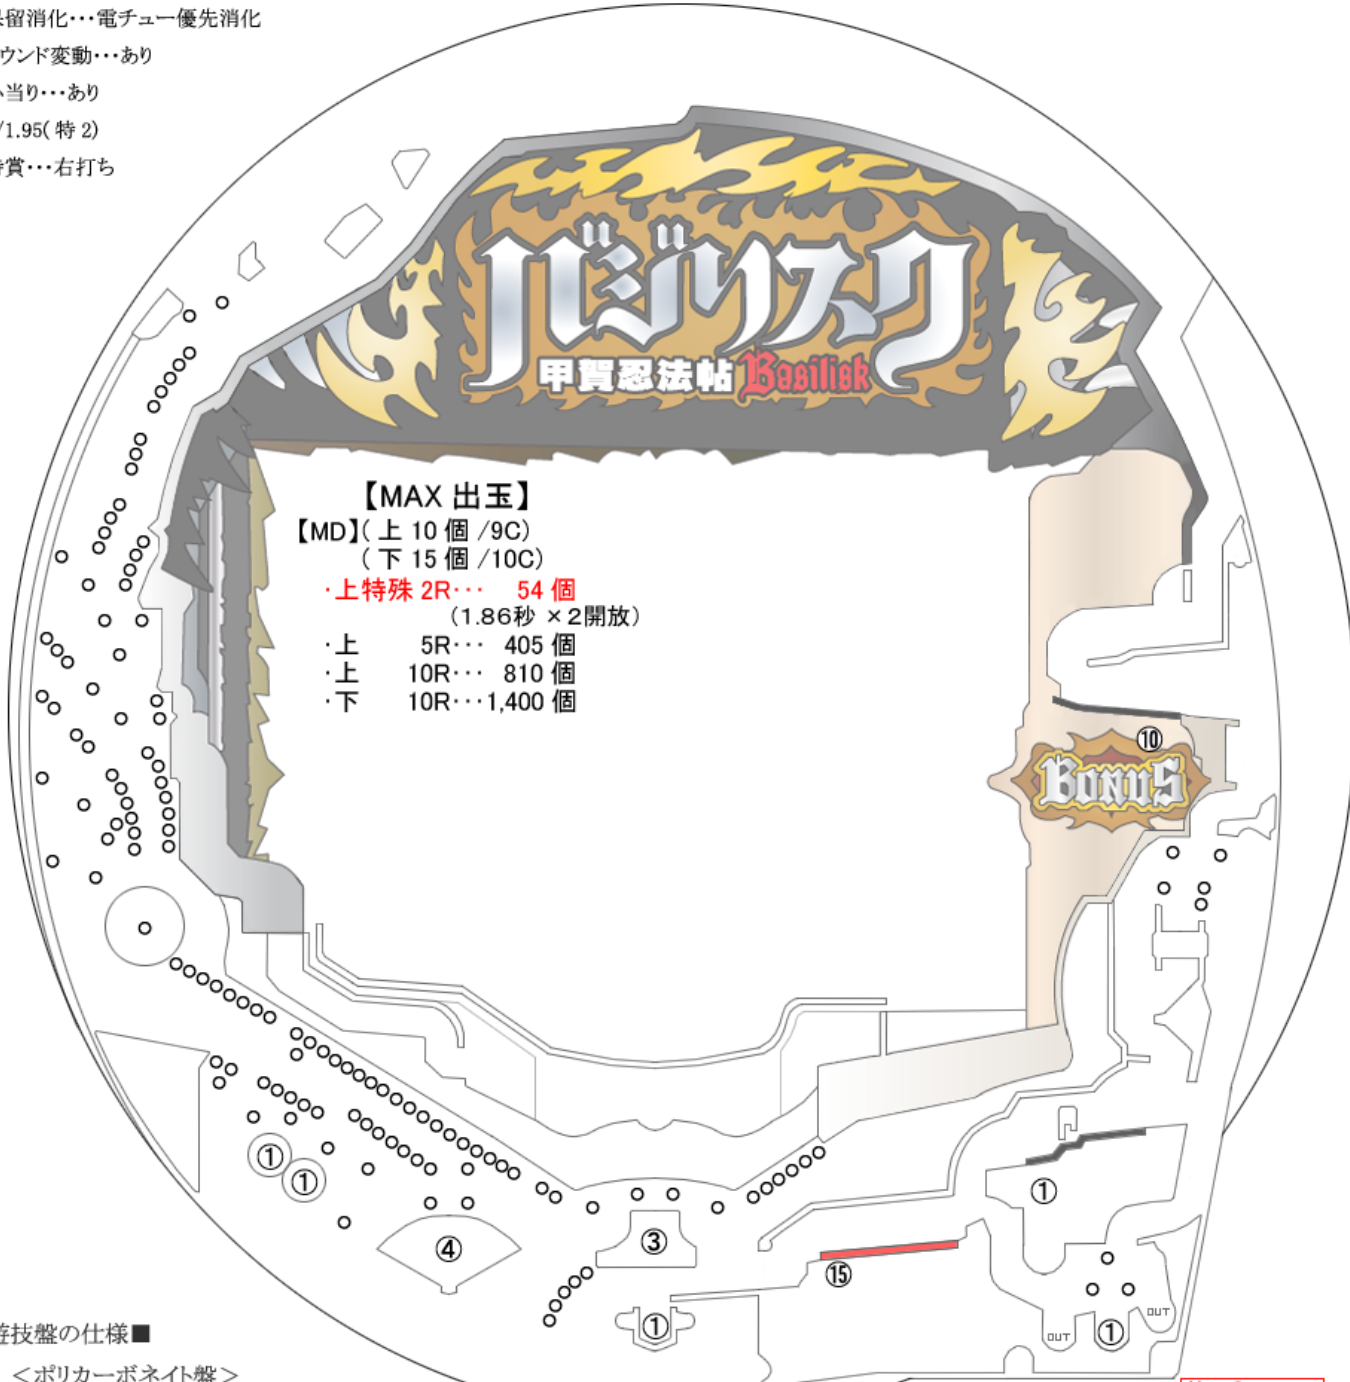 留消化･･･電チュー優先消化
ウンド変動･･･あり
当り･･･あり
/1.95( 特 2)
賞･･･右打ち
バジリスク
甲賀忍法帖 Basilisk
【MAX 出玉】
【MD】( 上 10 個 /9C)
( 下 15 個 /10C)
･上特殊 2R･･･ 54 個
(1.86秒 ×2開放)
･上 5R･･･ 405 個
･上 10R･･･ 810 個
･下 10R･･･1,400 個
⑩
BONUS
①
①
①
④
③
⑮
①
OUT
①
OUT
遊技盤の仕様■
＜ポリカーボネイト盤＞